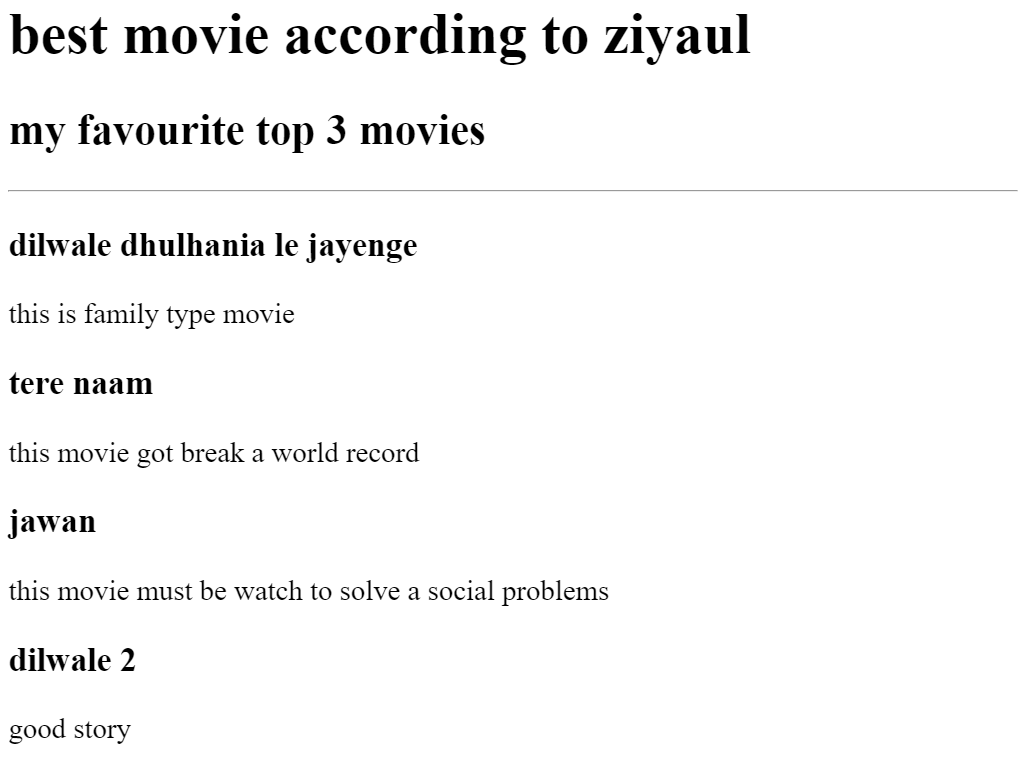 best movie according to ziyaul
my favourite top 3 movies
dilwale dhulhania le jayenge
this is family type movie
tere naam
this movie got break a world record
jawan
this movie must be watch to solve a social problems
dilwale 2
good story